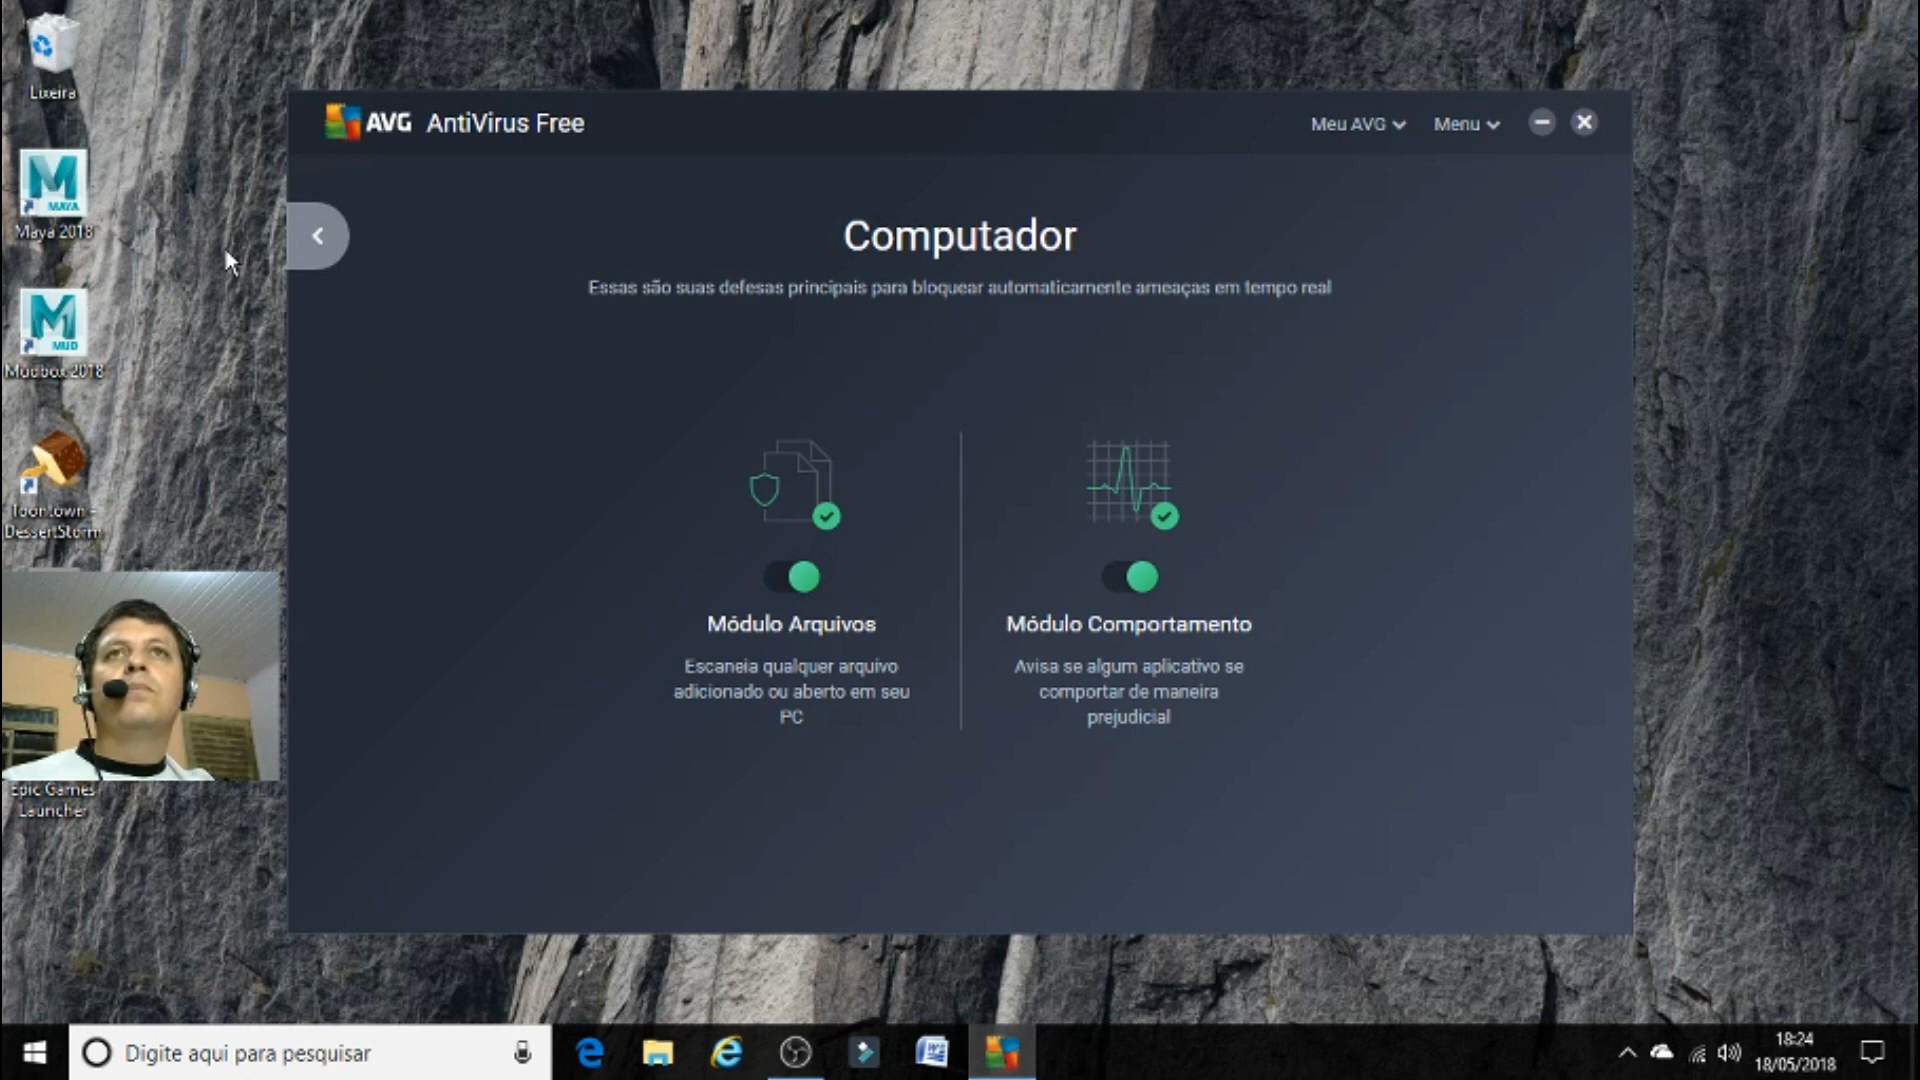 Lixeira
MAYA
Maya 2018
MUD
Mudbox 2018
Toontown -
DessertStorm
Epic Games
Launcher
AVG AntiVirus Free
Meu AVG
Menu
Computador
Essas são suas defesas principais para bloquear automaticamente ameaças em tempo real
Módulo Arquivos
Escaneia qualquer arquivo
adicionado ou aberto em seu
PC
Módulo Comportamento
Avisa se algum aplicativo se
comportar de maneira
prejudicial
Digite aqui para pesquisar
18:24
18/05/2018